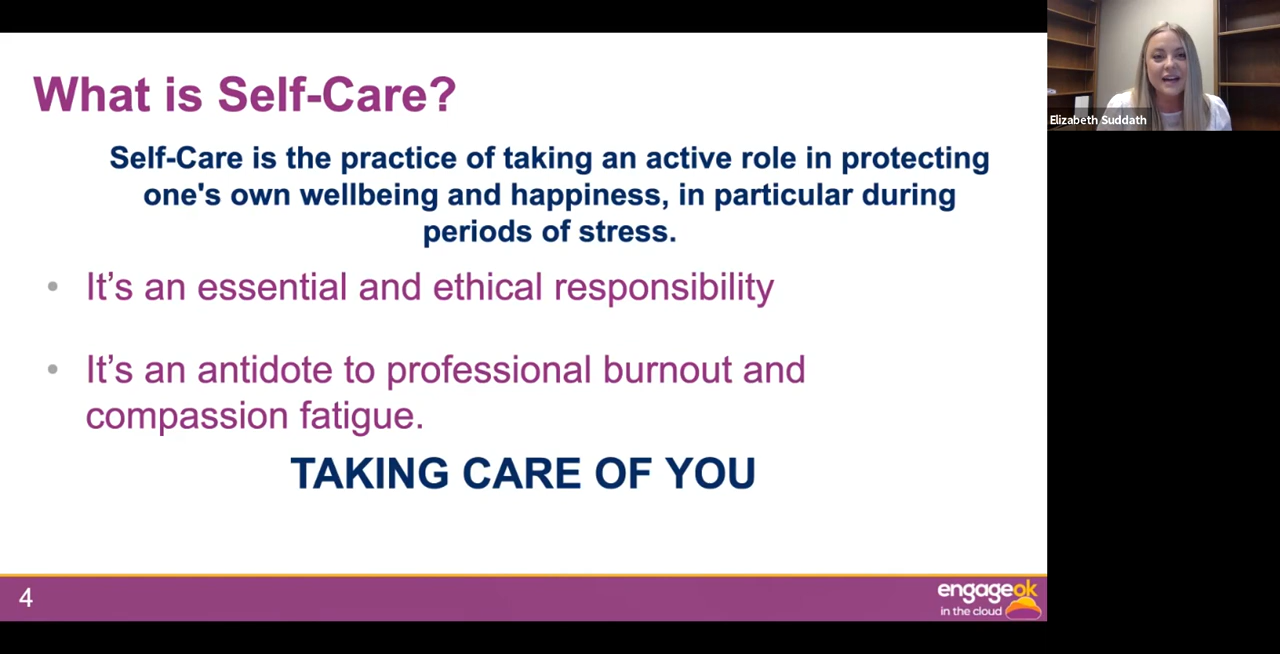 What is Self-Care?
Self-Care is the practice of taking an active role in protecting
one's own wellbeing and happiness, in particular during
periods of stress.
• It’s an essential and ethical responsibility
• It’s an antidote to professional burnout and
compassion fatigue.
TAKING CARE OF YOU
4
engageok
in the cloud
Elizabeth Suddath